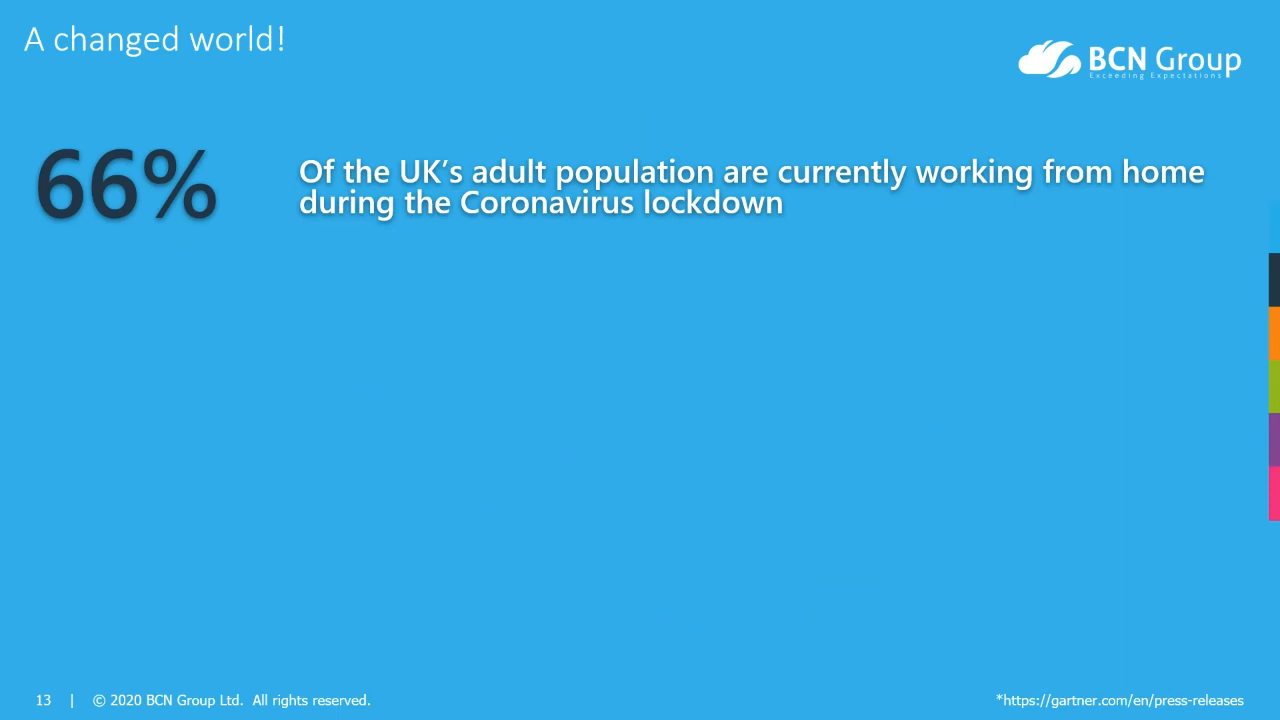 A changed world!
BCN Group
Exceeding Expectations
66%
Of the UK’s adult population are currently working from home
during the Coronavirus lockdown
13 | © 2020 BCN Group Ltd. All rights reserved.
*https://gartner.com/en/press-releases